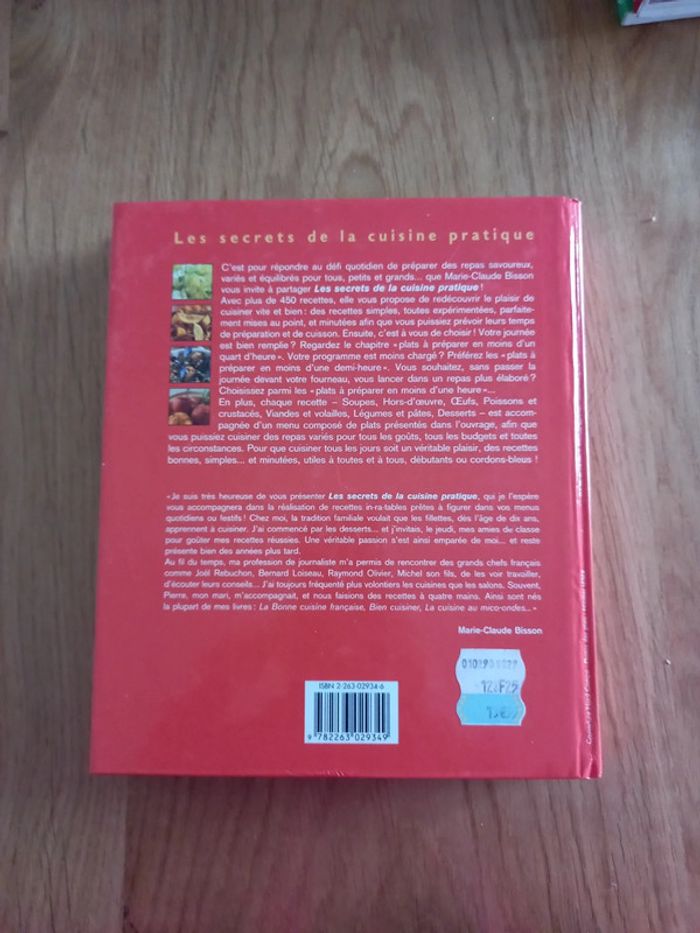 Les secrets de la cuisine pratique
C'est pour répondre au défi quotidien de préparer des repas savoureux,
variés et équilibrés pour tous, petits et grands... que Marie-Claude Bisson
vous invite à partager Les secrets de la cuisine pratique !
Avec plus de 450 recettes, elle vous propose de redécouvrir le plaisir de
cuisiner vite et bien : des recettes simples, toutes expérimentées, parfaite-
ment mises au point, et minutées afin que vous puissiez prévoir leurs temps
de préparation et de cuisson. Ensuite, c'est à vous de choisir ! Votre journée
est bien remplie ? Regardez le chapitre « plats à préparer en moins d'un
quart d'heure ». Votre programme est moins chargé ? Préférez les « plats à
préparer en moins d'une demi-heure ». Vous souhaitez, sans passer la
journée devant votre fourneau, vous lancer dans un repas plus élaboré ?
Choisissez parmi les « plats à préparer en moins d'une heure »...
En plus, chaque recette – Soupes, Hors-d'œuvre, Œufs, Poissons et
crustacés, Viandes et volailles, Légumes et pâtes, Desserts – est accom-
pagnée d'un menu composé de plats présentés dans l'ouvrage, afin que
vous puissiez cuisiner des repas variés pour tous les goûts, tous les budgets et toutes
les circonstances. Pour que cuisiner tous les jours soit un véritable plaisir, des recettes
bonnes, simples... et minutées, utiles à toutes et à tous, débutants ou cordons-bleus !
« Je suis très heureuse de vous présenter Les secrets de la cuisine pratique, qui je l'espère
vous accompagnera dans la réalisation de recettes in-ra-tables prêtes à figurer dans vos menus
quotidiens ou festifs ! Chez moi, la tradition familiale voulait que les fillettes, dès l'âge de dix ans,
apprennent à cuisiner. J'ai commencé par les desserts... et j'invitais, le jeudi, mes amies de classe
pour goûter mes recettes réussies. Une véritable passion s'est ainsi emparée de moi... et reste
présente bien des années plus tard.
Au fil du temps, ma profession de journaliste m'a permis de rencontrer des grands chefs français
comme Joël Rebuchon, Bernard Loiseau, Raymond Olivier, Michel son fils, de les voir travailler,
d'écouter leurs conseils... J'ai toujours fréquenté plus volontiers les cuisines que les salons. Souvent,
Pierre, mon mari, m'accompagnait, et nous faisions des recettes à quatre mains. Ainsi sont nés
la plupart de mes livres : La Bonne cuisine française, Bien cuisiner, La cuisine au mico-ondes... »
Marie-Claude Bisson
ISBN 2-263-02934-6
9 782263 029349